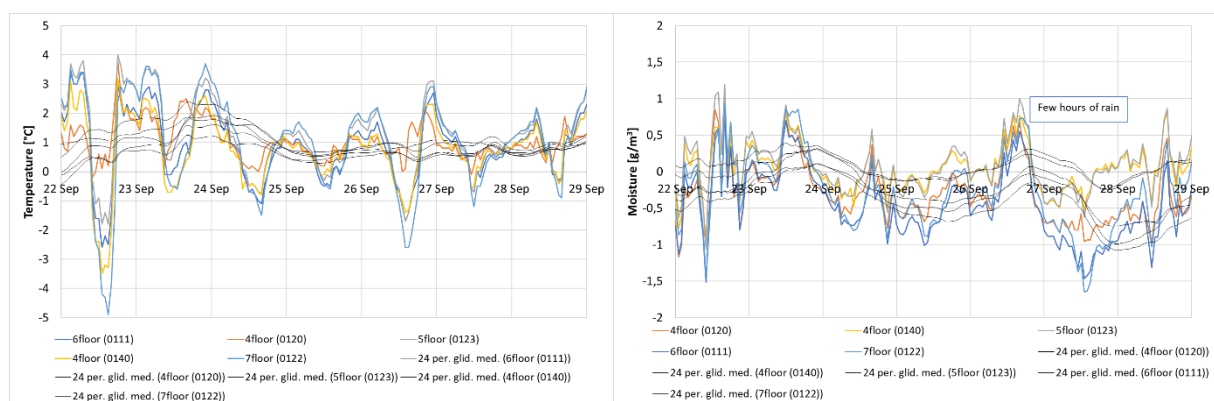 5
4
3
2
1
0
-1
-2
-3
-4
-5
Temperature [°C]
22 Sep 23 Sep 24 Sep 25 Sep 26 Sep 27 Sep 28 Sep 29 Sep
6floor (0111) 4floor (0120) 5floor (0123)
4floor (0140) 7floor (0122) 24 per. glid. med. (6floor (0111))
24 per. glid. med. (4floor (0120)) 24 per. glid. med. (5floor (0123)) 24 per. glid. med. (4floor (0140))
24 per. glid. med. (7floor (0122))
2
1,5
1
0,5
0
-0,5
-1
-1,5
-2
Moisture [g/m³]
Few hours of rain
22 Sep 23 Sep 24 Sep 25 Sep 26 Sep 27 Sep 28 Sep 29 Sep
4floor (0120) 4floor (0140) 5floor (0123)
6floor (0111) 7floor (0122) 24 per. glid. med. (4floor (0120))
24 per. glid. med. (4floor (0140)) 24 per. glid. med. (5floor (0123)) 24 per. glid. med. (6floor (0111))
24 per. glid. med. (7floor (0122))